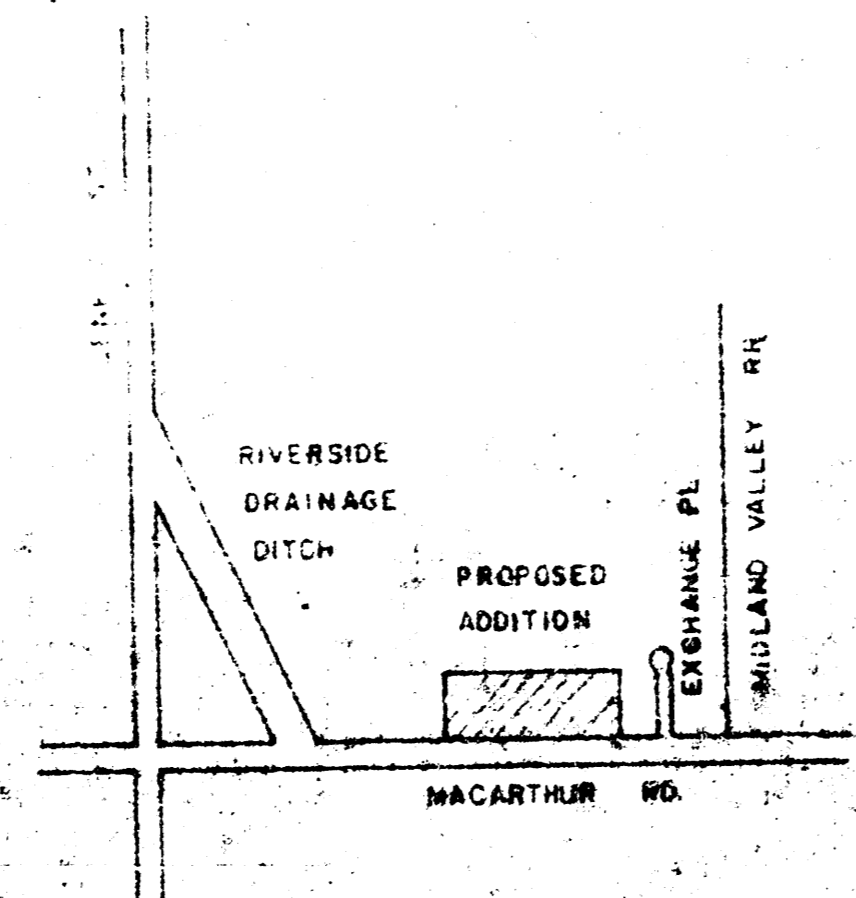 RIVERSIDE
DRAINAGE
DITCH
PROPOSED
ADDITION
EXCHANGE PL
MIDLAND VALLEY RR
MACARTHUR RD.